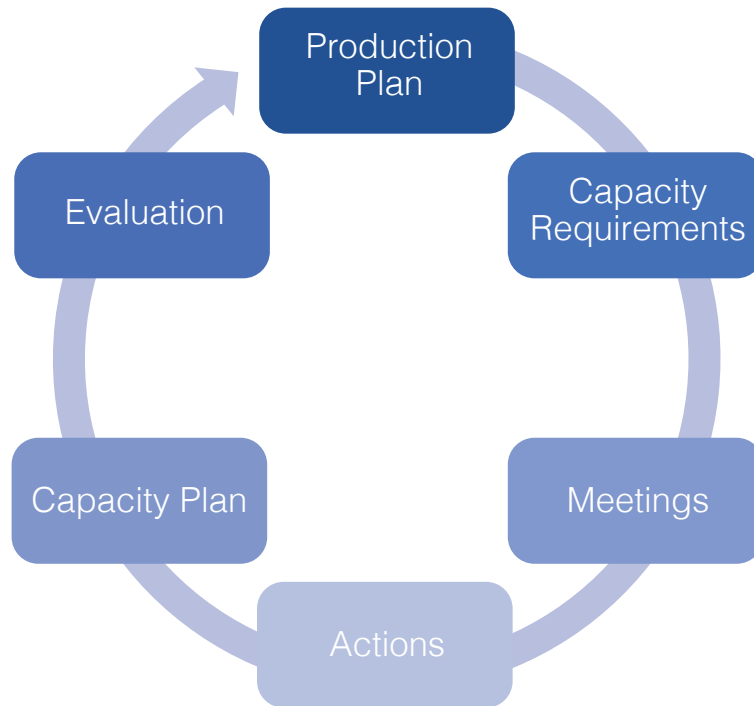 Production
Plan
Capacity
Requirements
Meetings
Actions
Capacity Plan
Evaluation